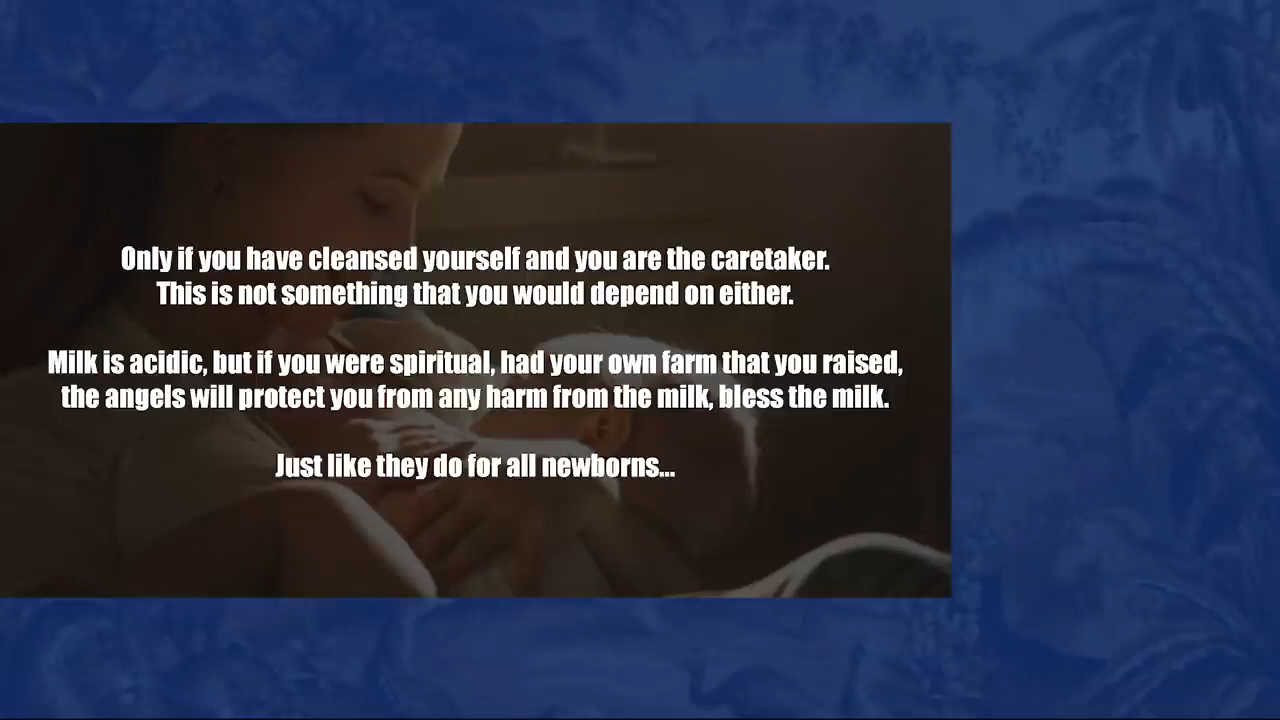 Only if you have cleansed yourself and you are the caretaker.
This is not something that you would depend on either.
Milk is acidic, but if you were spiritual, had your own farm that you raised,
the angels will protect you from any harm from the milk, bless the milk.
Just like they do for all newborns...